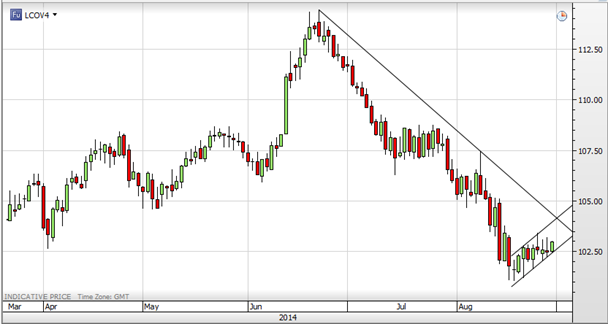 Fu LCOV4
112.50
110.00
107.50
105.00
102.50
INDICATIVE PRICE Time Zone: GMT
Mar Apr May Jun Jul Aug
2014